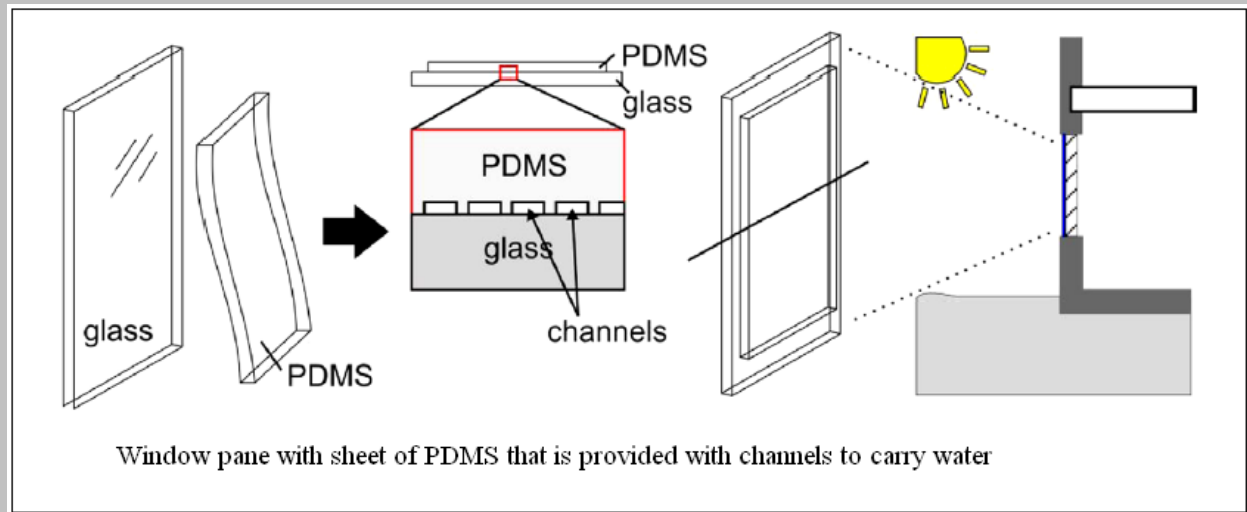 glass
PDMS
PDMS
glass
PDMS
glass
channels
Window pane with sheet of PDMS that is provided with channels to carry water